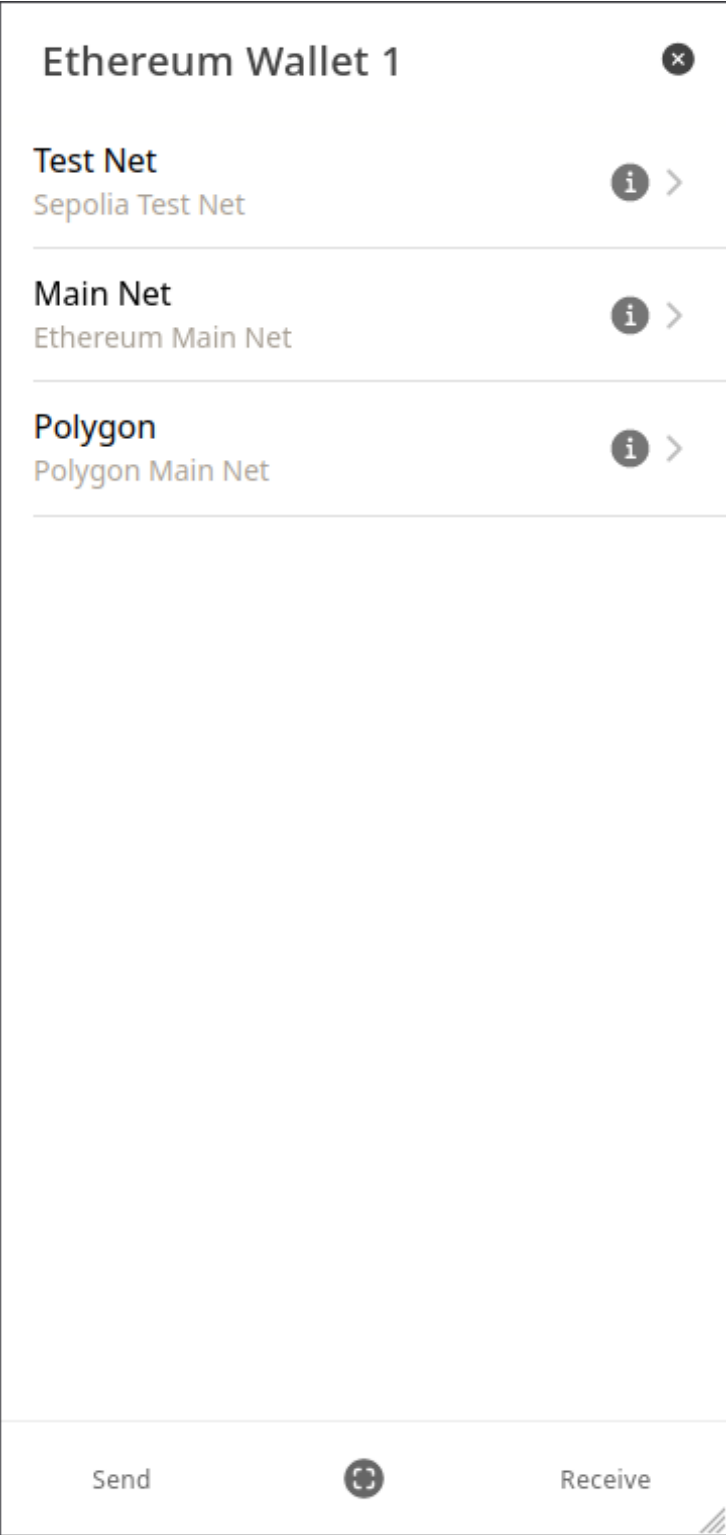 Ethereum Wallet 1
Test Net
Sepolia Test Net
Main Net
Ethereum Main Net
Polygon
Polygon Main Net
Send
Receive